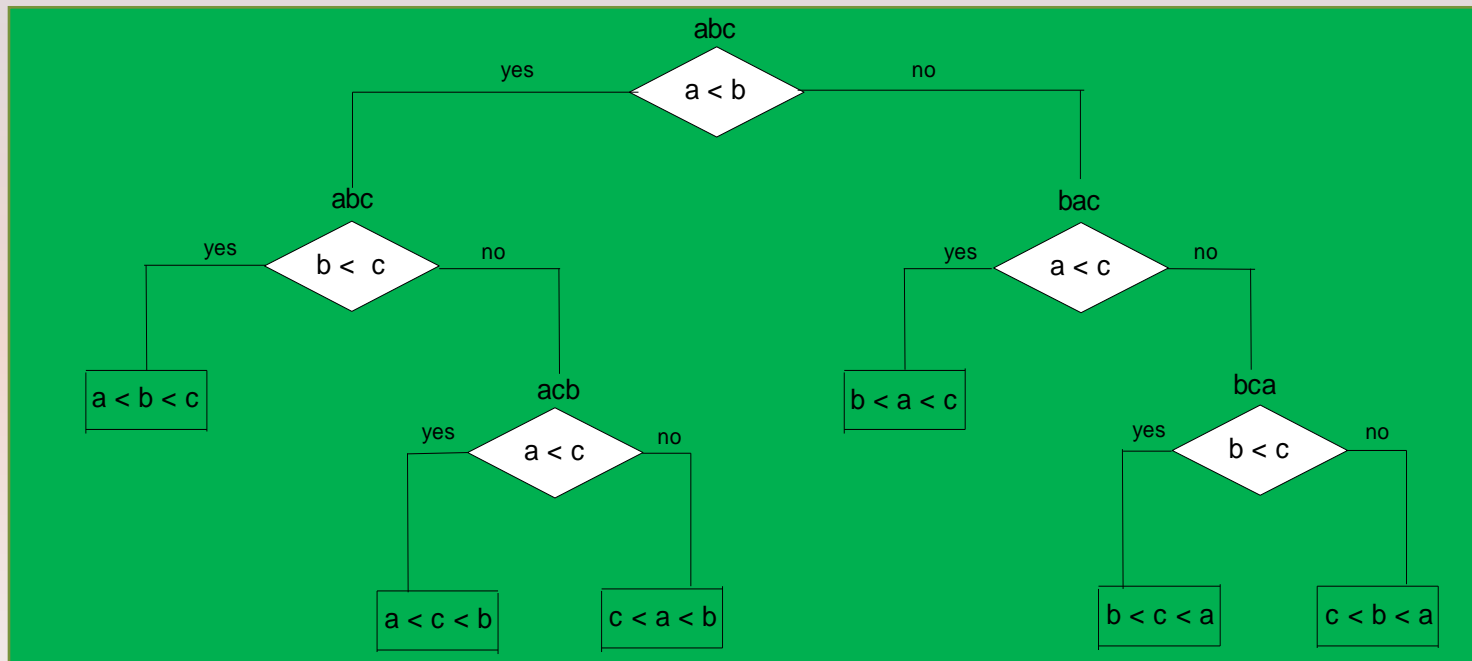 abc
yes
a < b
no
abc
bac
yes
b < c
no
yes
a < c
no
a < b < c
acb
b < a < c
bca
yes
a < c
no
yes
b < c
no
a < c < b
c < a < b
b < c < a
c < b < a